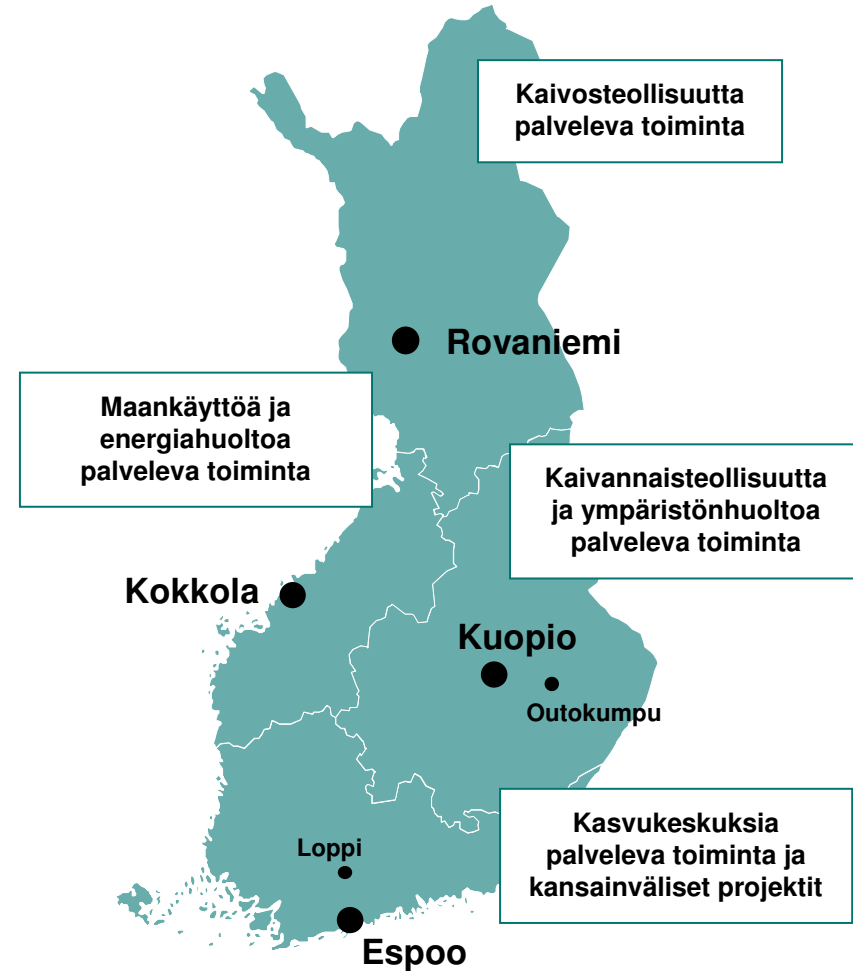 Kaivosteollisuutta
palveleva toiminta
Rovaniemi
Maankäyttöä ja
energiahuoltoa
palveleva toiminta
Kaivannaisteollisuutta
ja ympäristönhuoltoa
palveleva toiminta
Kokkola
Kuopio
Outokumpu
Kasvukeskuksia
palveleva toiminta ja
kansainväliset projektit
Loppi
Espoo